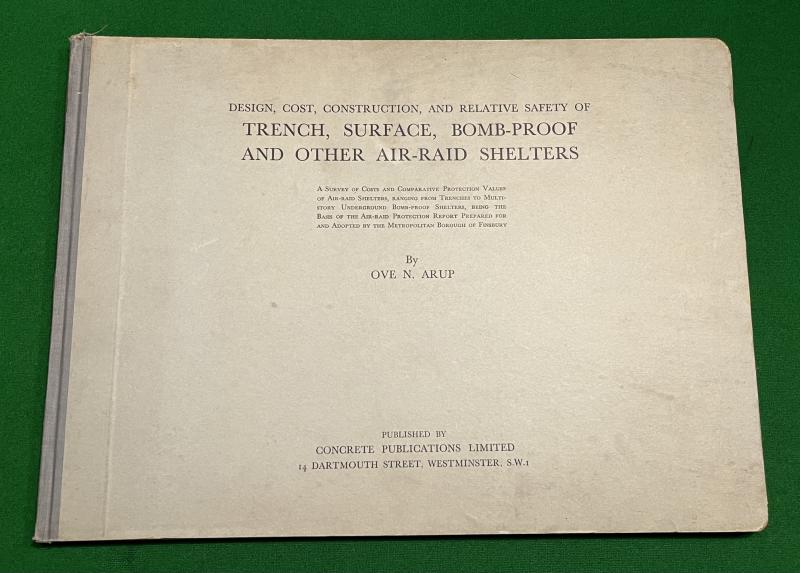 DESIGN, COST, CONSTRUCTION, AND RELATIVE SAFETY OF
TRENCH, SURFACE, BOMB-PROOF
AND OTHER AIR-RAID SHELTERS
A Survey of Costs and Comparative Protection Values
of Air-raid Shelters, ranging from Trenches to Multi-
story Underground Bomb-proof Shelters, being the
Basis of the Air-raid Protection Report Prepared for
and Adopted by the Metropolitan Borough of Finsbury
By
OVE N. ARUP
PUBLISHED BY
CONCRETE PUBLICATIONS LIMITED
14 DARTMOUTH STREET, WESTMINSTER, S.W.1